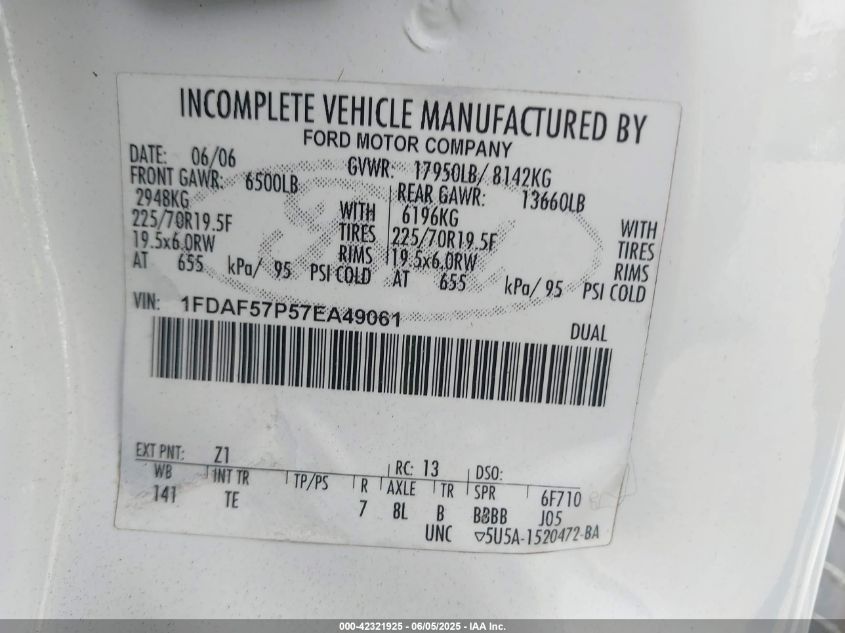 INCOMPLETE VEHICLE MANUFACTURED BY
FORD MOTOR COMPANY
DATE: 06/06 GVWR: 17950LB/ 8142KG
FRONT GAWR: 6500LB REAR GAWR: 13660LB
2948KG WITH 6196KG WITH
225/70R19.5F TIRES 225/70R19.5F TIRES
19.5x6.0RW RIMS 19.5x6.0RW RIMS
AT 655 kPa/ 95 PSI COLD AT 655 kPa/ 95 PSI COLD
VIN: 1FDAF57P57EA49061 DUAL
EXT PNT: Z1 RC: 13 DSO:
WB INT TR TP/PS R AXLE TR SPR 6F710
141 TE 7 8L B BBBB J05
UNC ▽5U5A-1520472-BA
000-42321925 - 06/05/2025 - IAA Inc.